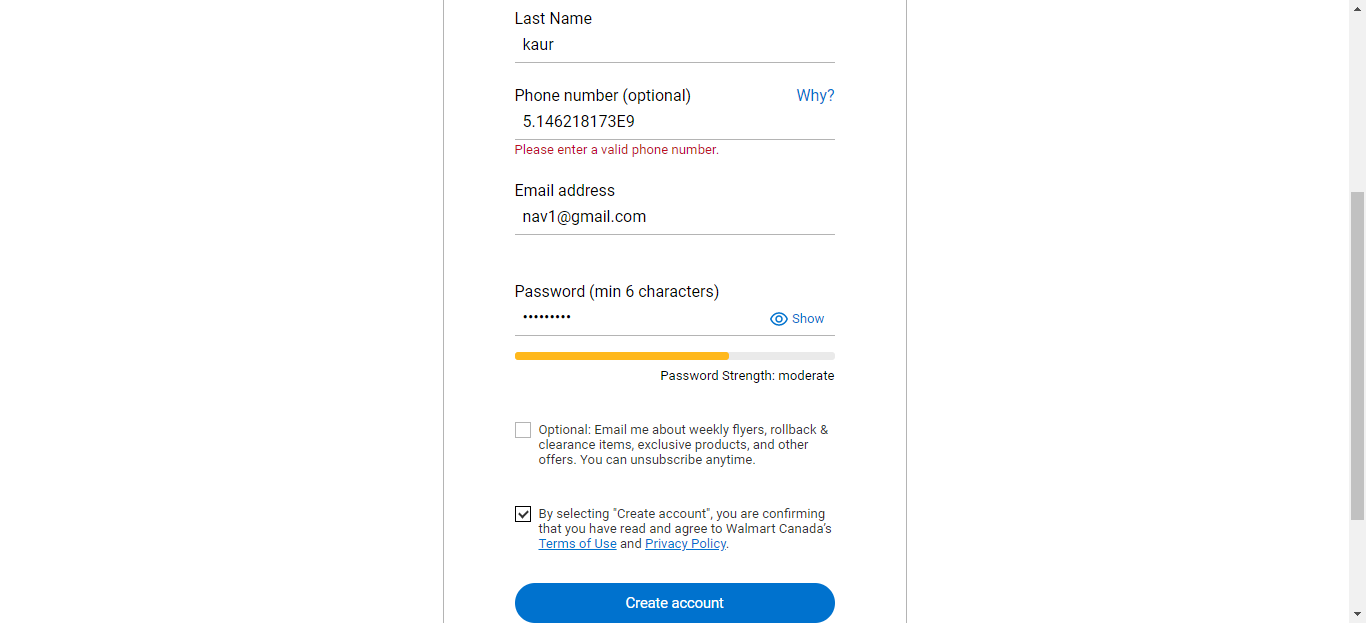 Last Name
kaur
Phone number (optional) Why?
5.146218173E9
Please enter a valid phone number.
Email address
nav1@gmail.com
Password (min 6 characters)
••••••••• Show
Password Strength: moderate
Optional: Email me about weekly flyers, rollback &
clearance items, exclusive products, and other
offers. You can unsubscribe anytime.
By selecting "Create account", you are confirming
that you have read and agree to Walmart Canada's
Terms of Use and Privacy Policy.
Create account